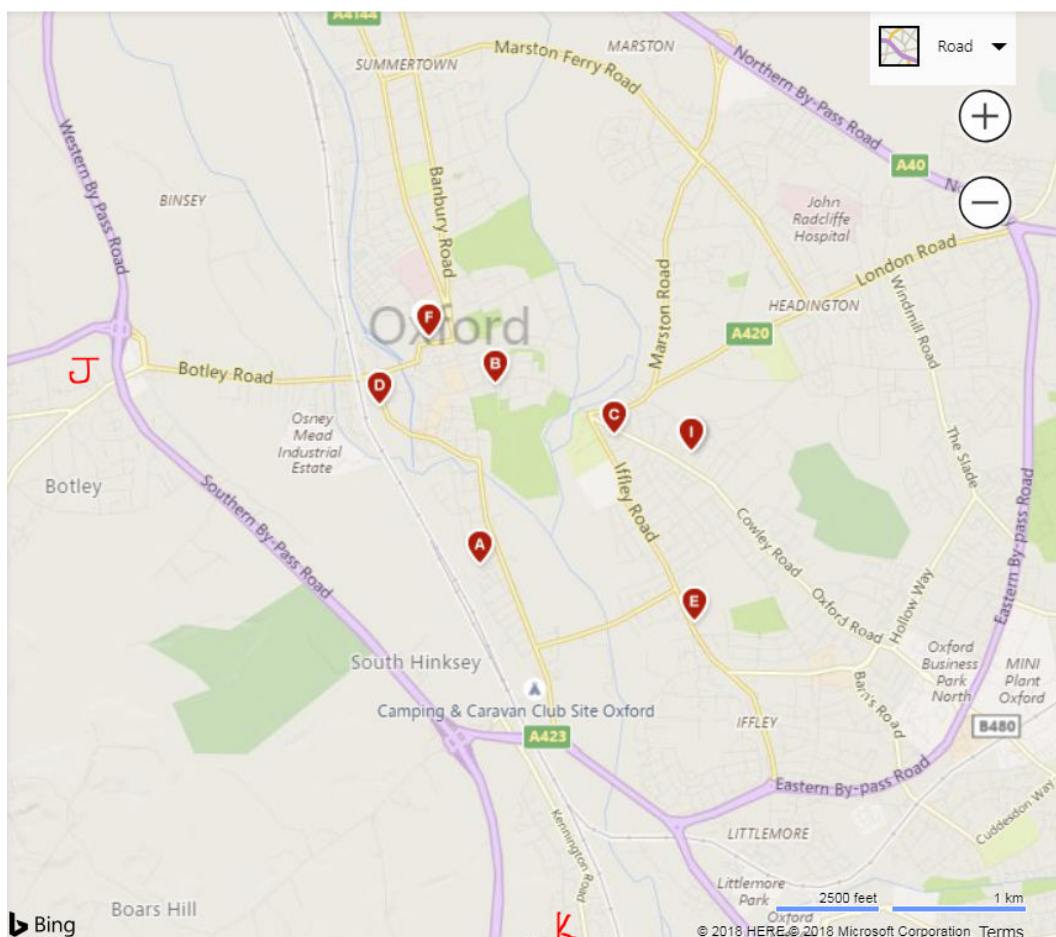 A4144
Marston Ferry Road
MARSTON
Road
SUMMERTOWN
Northern By-Pass Road
Western By Pass Road
A40
No
BINSEY
Banbury Road
John
Radcliffe
Hospital
London Road
Marston Road
HEADINGTON
Windmill Road
F
Oxford
A420
B
J
Botley Road
D
C
I
Osney
Mead
Industrial
Estate
The Slade
Botley
Iffley Road
Southern By-Pass Road
Cowley Road
Eastern By-pass Road
A
E
Oxford Road
Hollow Way
South Hinksey
Oxford
Business
Park
North
MINI
Plant
Oxford
Barn's Road
Camping & Caravan Club Site Oxford
IFFLEY
A423
B480
Eastern By-pass Road
Kennington Road
LITTLEMORE
Cuddesdon Way
Littlemore
Park
Oxford
2500 feet
1 km
Boars Hill
K
Bing
© 2018 HERE © 2018 Microsoft Corporation Terms